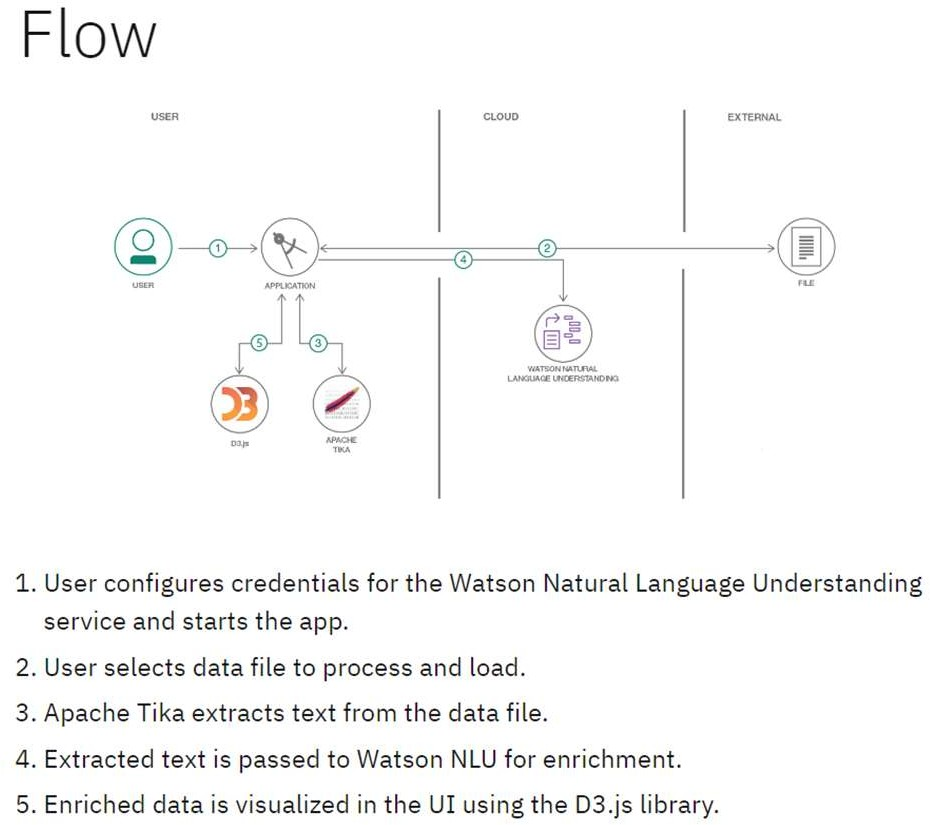 Flow
USER
CLOUD
EXTERNAL
1
2
4
USER
APPLICATION
FILE
5
3
WATSON NATURAL
LANGUAGE UNDERSTANDING
D3.js
APACHE
TIKA
1. User configures credentials for the Watson Natural Language Understanding
service and starts the app.
2. User selects data file to process and load.
3. Apache Tika extracts text from the data file.
4. Extracted text is passed to Watson NLU for enrichment.
5. Enriched data is visualized in the UI using the D3.js library.